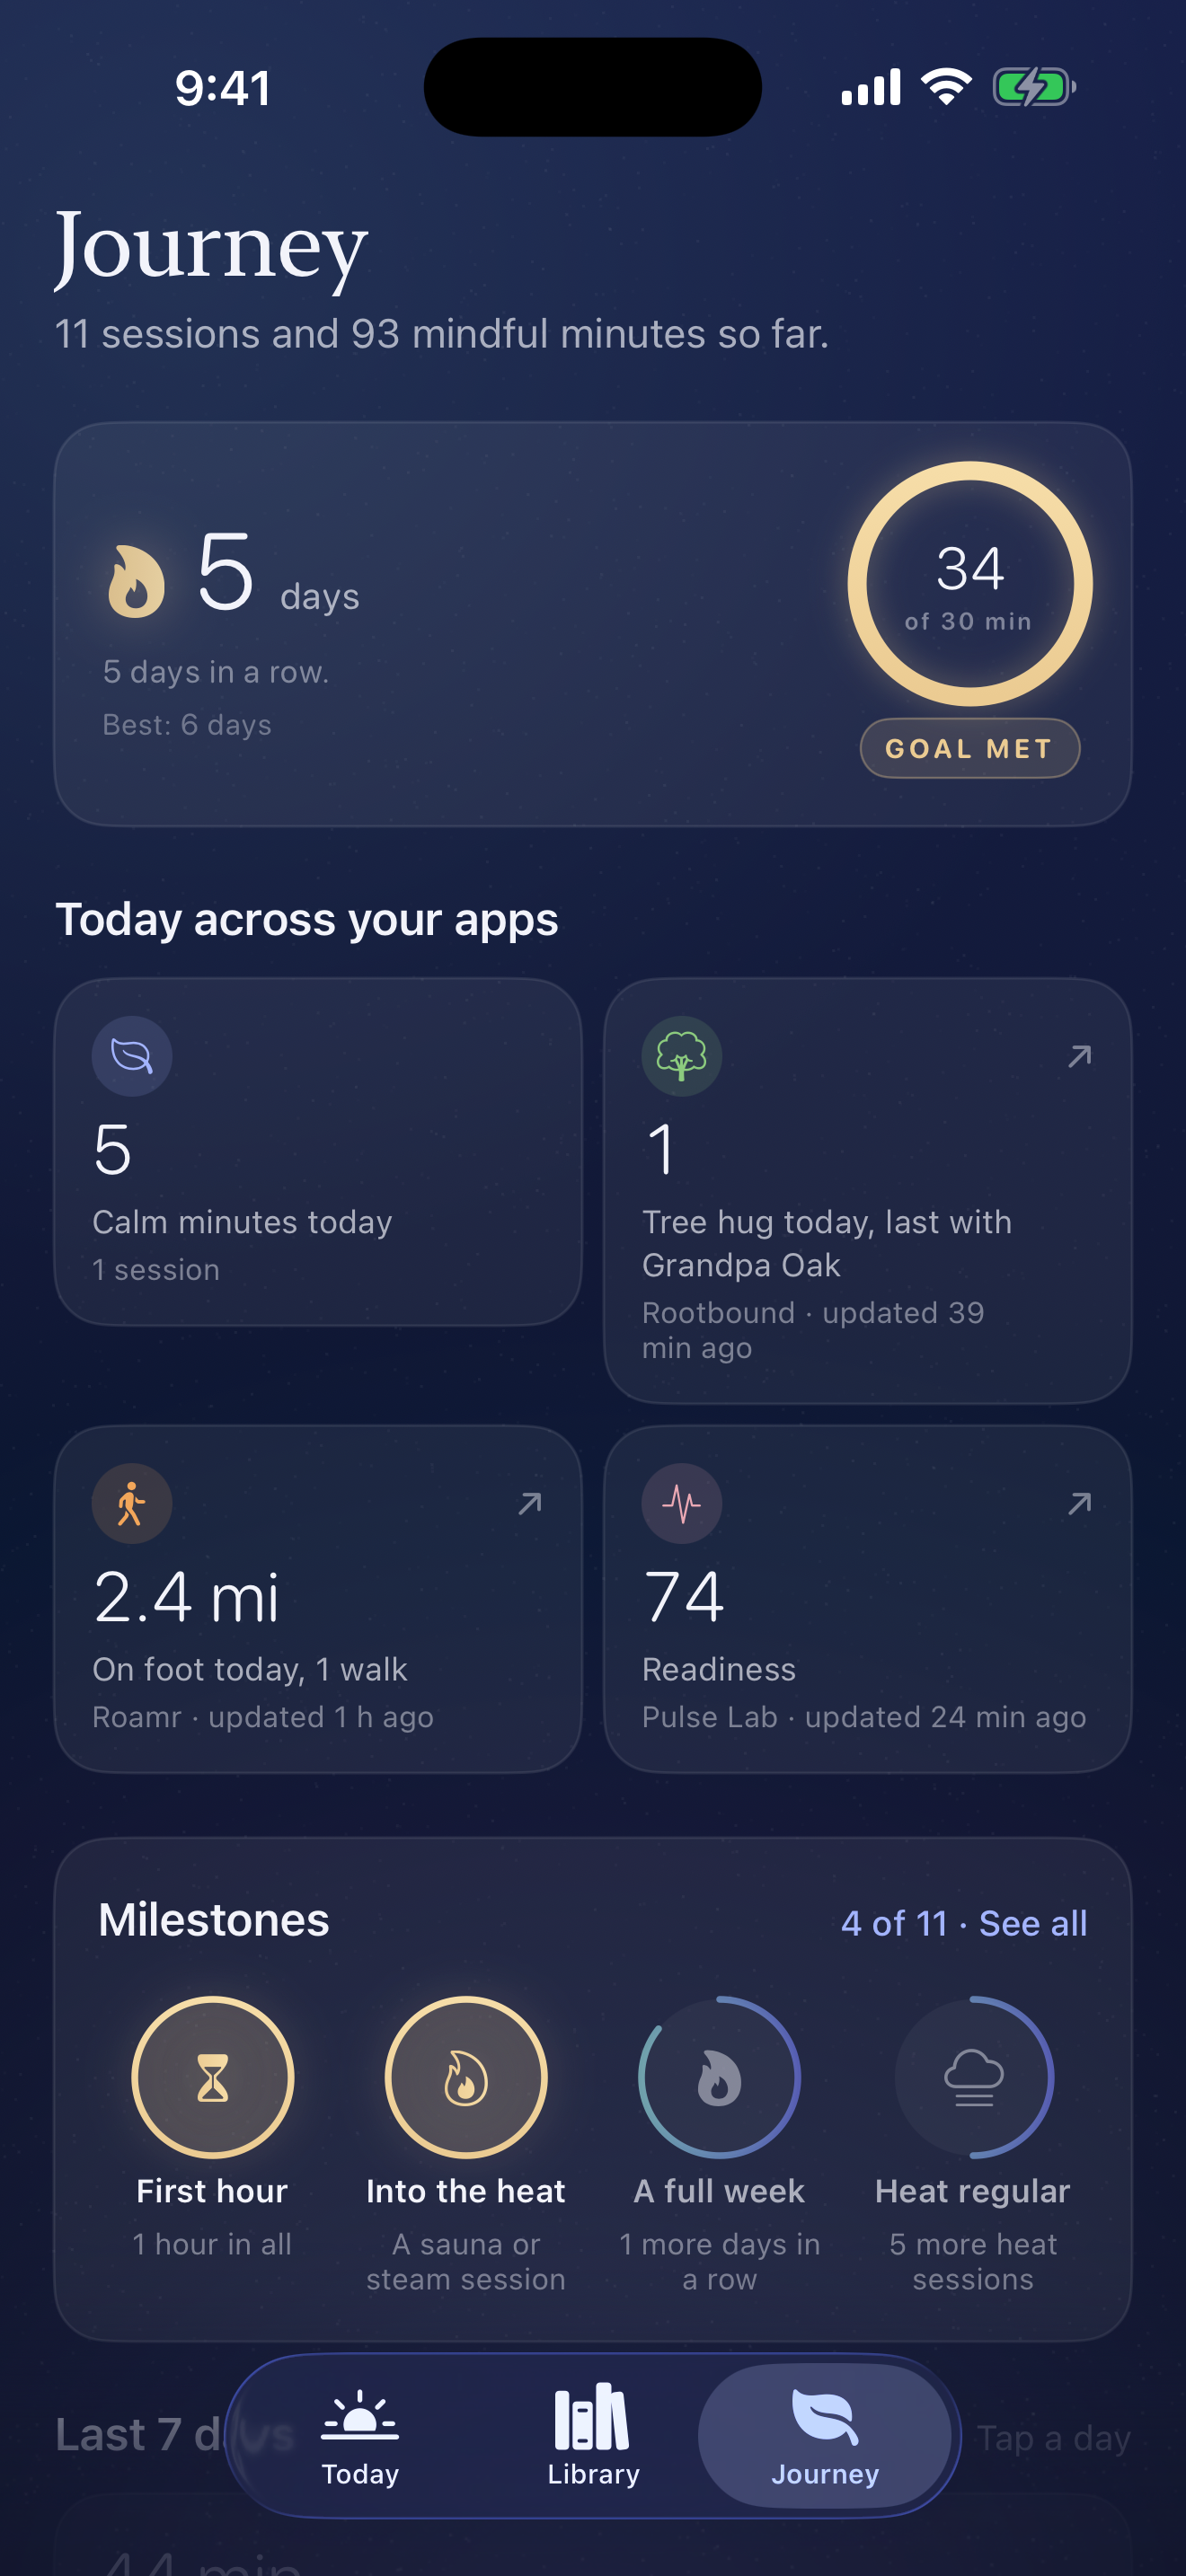 9:41
Journey
11 sessions and 93 mindful minutes so far.
5 days
5 days in a row.
Best: 6 days
34
of 30 min
GOAL MET
Today across your apps
5
Calm minutes today
1 session
1
Tree hug today, last with
Grandpa Oak
Rootbound · updated 39
min ago
2.4 mi
On foot today, 1 walk
Roamr · updated 1 h ago
74
Readiness
Pulse Lab · updated 24 min ago
Milestones
4 of 11 · See all
First hour
1 hour in all
Into the heat
A sauna or
steam session
A full week
1 more days in
a row
Heat regular
5 more heat
sessions
Last 7 days
Tap a day
Today
Library
Journey
44 min